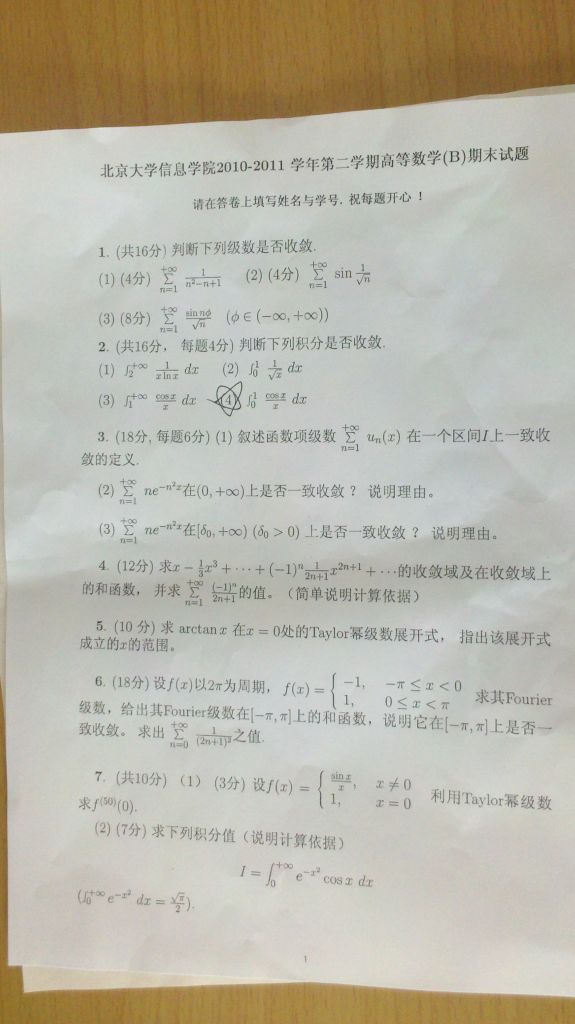 北京大学信息学院2010-2011 学年第二学期高等数学(B)期末试题
请在答卷上填写姓名与学号. 祝每题开心 !
1. (共16分) 判断下列级数是否收敛.
(1) (4分) $\sum_{n=1}^{+\infty} \frac{1}{n^2-n+1}$ (2) (4分) $\sum_{n=1}^{+\infty} \sin \frac{1}{\sqrt{n}}$
(3) (8分) $\sum_{n=1}^{+\infty} \frac{\sin n\phi}{\sqrt{n}}$ $(\phi \in (-\infty, +\infty))$
2. (共16分, 每题4分) 判断下列积分是否收敛.
(1) $\int_2^{+\infty} \frac{1}{x \ln x} dx$ (2) $\int_0^1 \frac{1}{\sqrt{x}} dx$
(3) $\int_1^{+\infty} \frac{\cos x}{x} dx$ (4) $\int_0^1 \frac{\cos x}{x} dx$
3. (18分, 每题6分) (1) 叙述函数项级数 $\sum_{n=1}^{+\infty} u_n(x)$ 在一个区间$I$上一致收
敛的定义.
(2) $\sum_{n=1}^{+\infty} ne^{-n^2x}$在$(0, +\infty)$上是否一致收敛？ 说明理由。
(3) $\sum_{n=1}^{+\infty} ne^{-n^2x}$在$[\delta_0, +\infty)$ $(\delta_0 > 0)$ 上是否一致收敛？ 说明理由。
4. (12分) 求$x - \frac{1}{3}x^3 + \cdots + (-1)^n \frac{1}{2n+1}x^{2n+1} + \cdots$的收敛域及在收敛域上
的和函数， 并求 $\sum_{n=1}^{+\infty} \frac{(-1)^n}{2n+1}$的值。（简单说明计算依据）
5. (10 分) 求 $\arctan x$ 在$x = 0$处的Taylor幂级数展开式， 指出该展开式
成立的$x$的范围。
6. (18分) 设$f(x)$以$2\pi$为周期， $f(x) = \begin{cases} -1, & -\pi \le x < 0 \\ 1, & 0 \le x < \pi \end{cases}$ 求其Fourier
级数，给出其Fourier级数在$[-\pi, \pi]$上的和函数，说明它在$[-\pi, \pi]$上是否一
致收敛。 求出 $\sum_{n=0}^{+\infty} \frac{1}{(2n+1)^2}$之值.
7. (共10分) （1） (3分) 设$f(x) = \begin{cases} \frac{\sin x}{x}, & x \ne 0 \\ 1, & x = 0 \end{cases}$ 利用Taylor幂级数
求$f^{(50)}(0)$.
(2) (7分) 求下列积分值（说明计算依据）
$I = \int_0^{+\infty} e^{-x^2} \cos x \, dx$
($\int_0^{+\infty} e^{-x^2} dx = \frac{\sqrt{\pi}}{2}$).
1